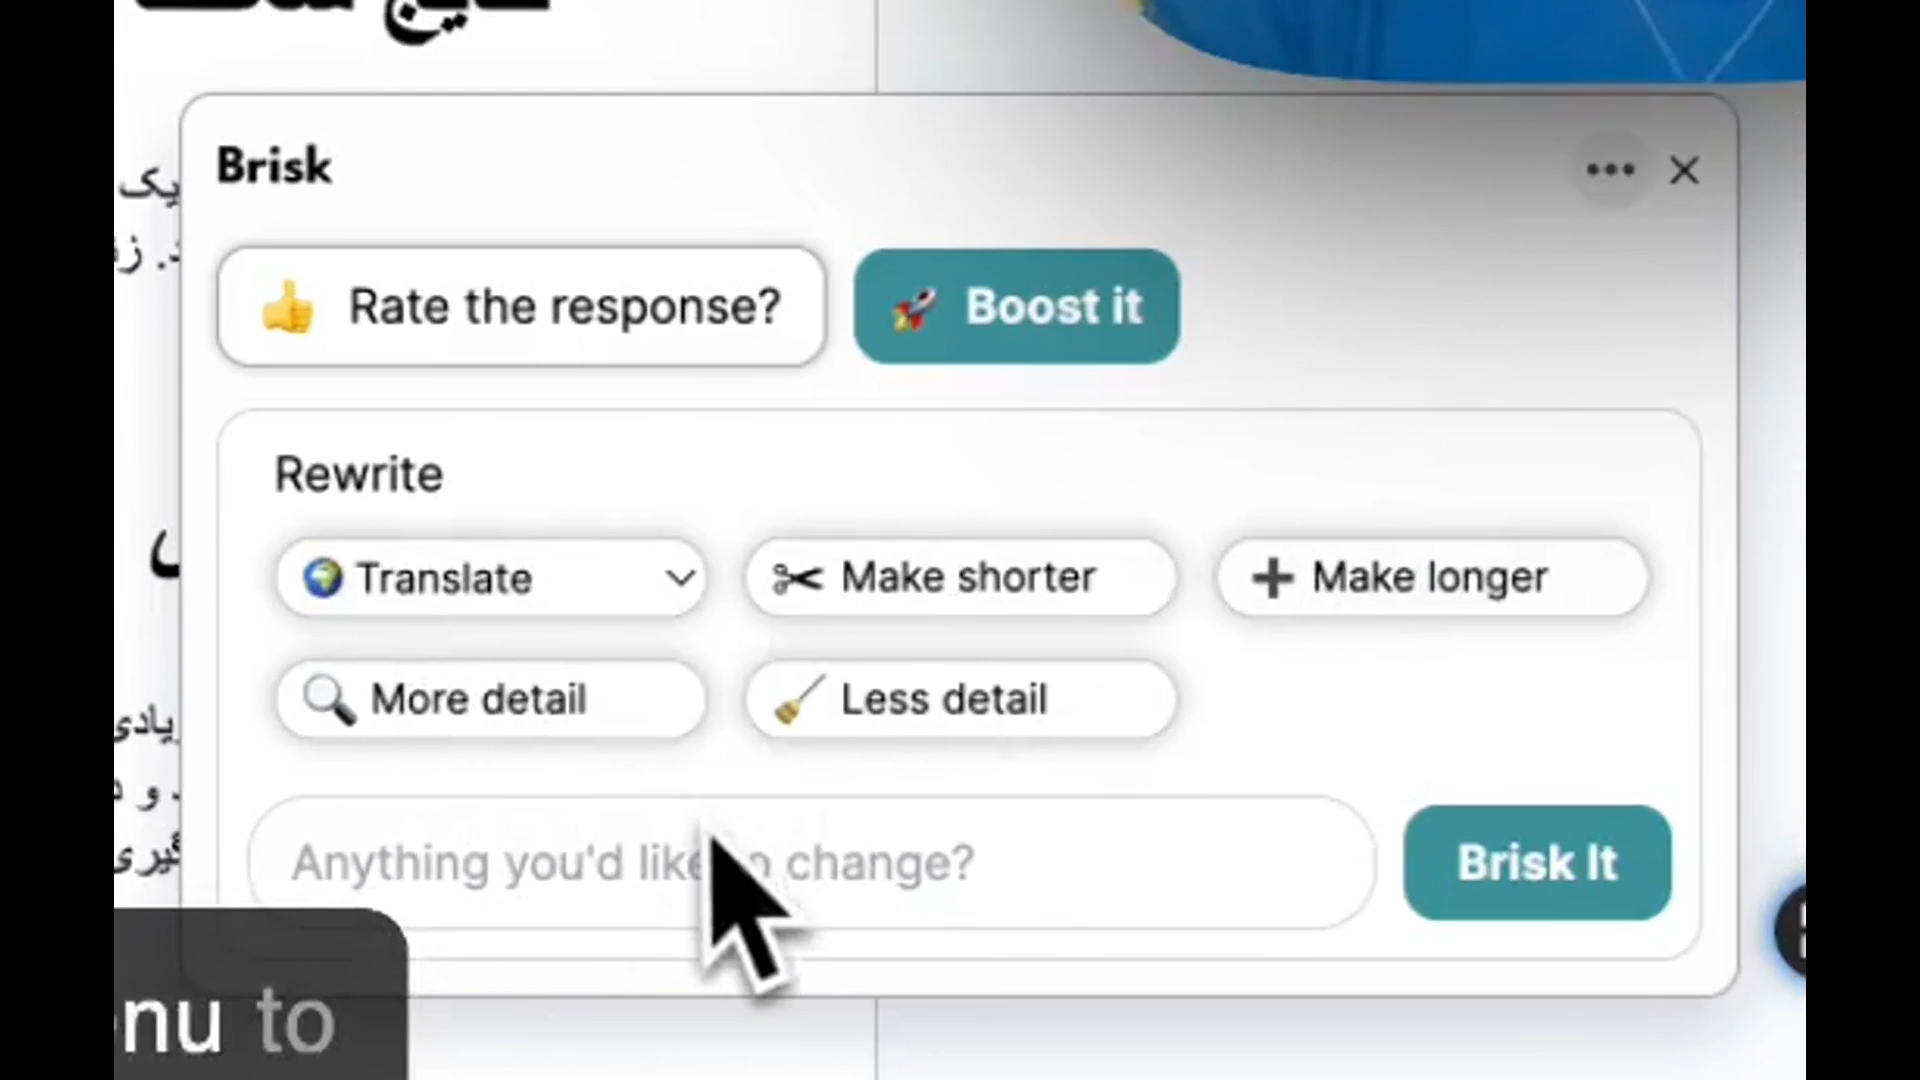 Brisk
Rate the response?
Boost it
Rewrite
Translate
Make shorter
Make longer
More detail
Less detail
Anything you'd like change?
Brisk It
یک
و
to